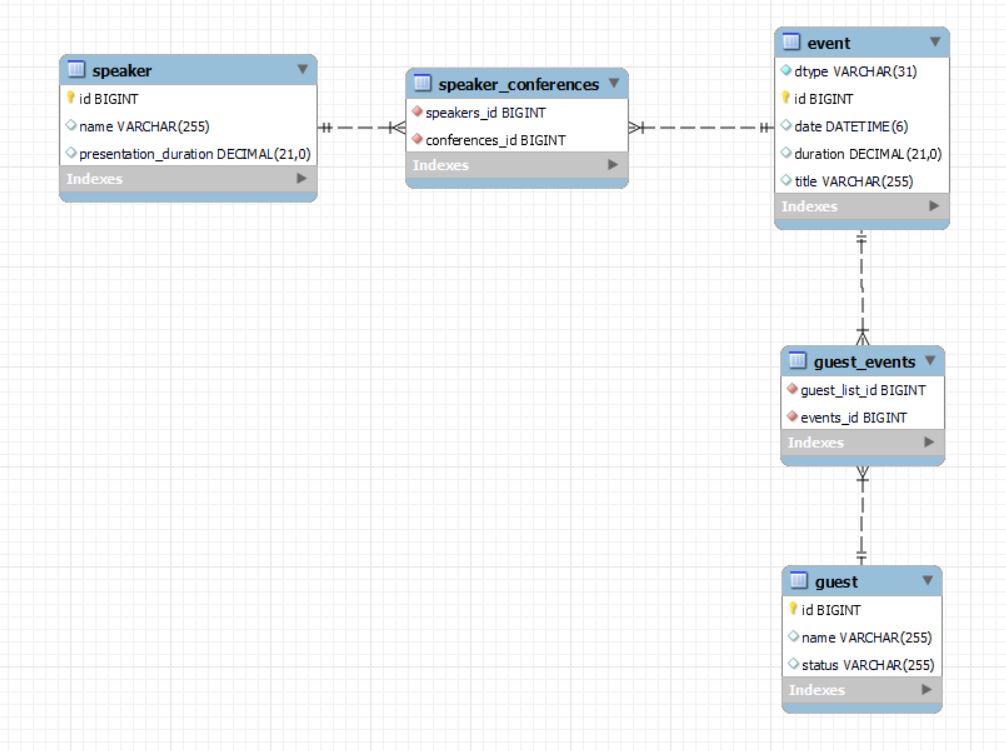 speaker
id BIGINT
name VARCHAR(255)
presentation_duration DECIMAL(21,0)
Indexes
speaker_conferences
speakers_id BIGINT
conferences_id BIGINT
Indexes
event
dtype VARCHAR(31)
id BIGINT
date DATETIME(6)
duration DECIMAL(21,0)
title VARCHAR(255)
Indexes
guest_events
guest_list_id BIGINT
events_id BIGINT
Indexes
guest
id BIGINT
name VARCHAR(255)
status VARCHAR(255)
Indexes